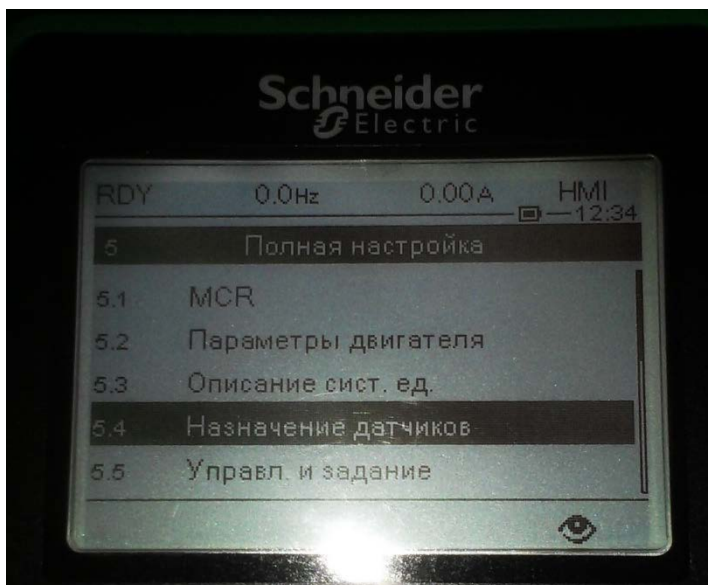 Schneider
Electric
RDY 0.0Hz 0.00A HMI
12:34
5 Полная настройка
5.1 MCR
5.2 Параметры двигателя
5.3 Описание сист. ед.
5.4 Назначение датчиков
5.5 Управл. и задание